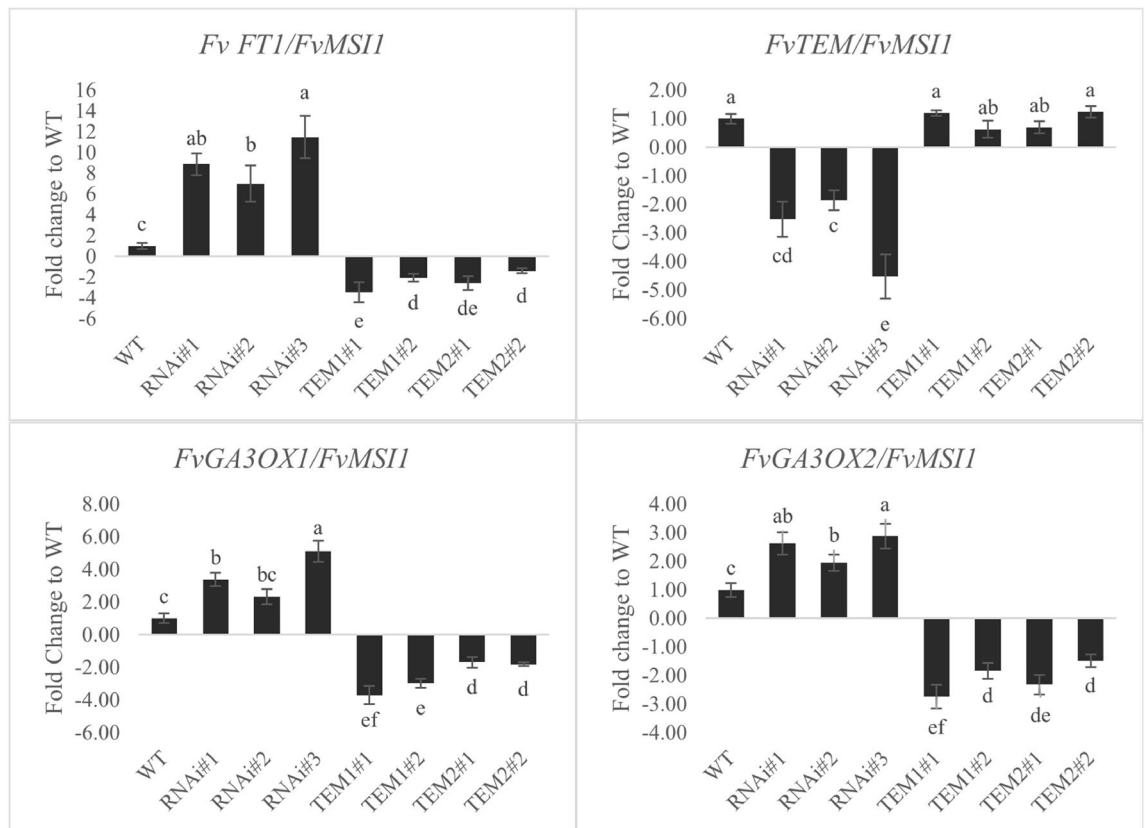 Fv FT1/FvMSI1
Fold change to WT
16
14
12
10
8
6
4
2
0
-2
-4
-6
c
ab
b
a
e
d
de
d
WT
RNAi#1
RNAi#2
RNAi#3
TEM1#1
TEM1#2
TEM2#1
TEM2#2
FvTEM/FvMSI1
Fold Change to WT
2.00
1.00
0.00
-1.00
-2.00
-3.00
-4.00
-5.00
-6.00
a
cd
c
e
a
ab
ab
a
WT
RNAi#1
RNAi#2
RNAi#3
TEM1#1
TEM1#2
TEM2#1
TEM2#2
FvGA3OX1/FvMSI1
Fold Change to WT
8.00
6.00
4.00
2.00
0.00
-2.00
-4.00
-6.00
c
b
bc
a
ef
e
d
d
WT
RNAi#1
RNAi#2
RNAi#3
TEM1#1
TEM1#2
TEM2#1
TEM2#2
FvGA3OX2/FvMSI1
Fold change to WT
4.00
3.00
2.00
1.00
0.00
-1.00
-2.00
-3.00
-4.00
c
ab
b
a
ef
d
de
d
WT
RNAi#1
RNAi#2
RNAi#3
TEM1#1
TEM1#2
TEM2#1
TEM2#2